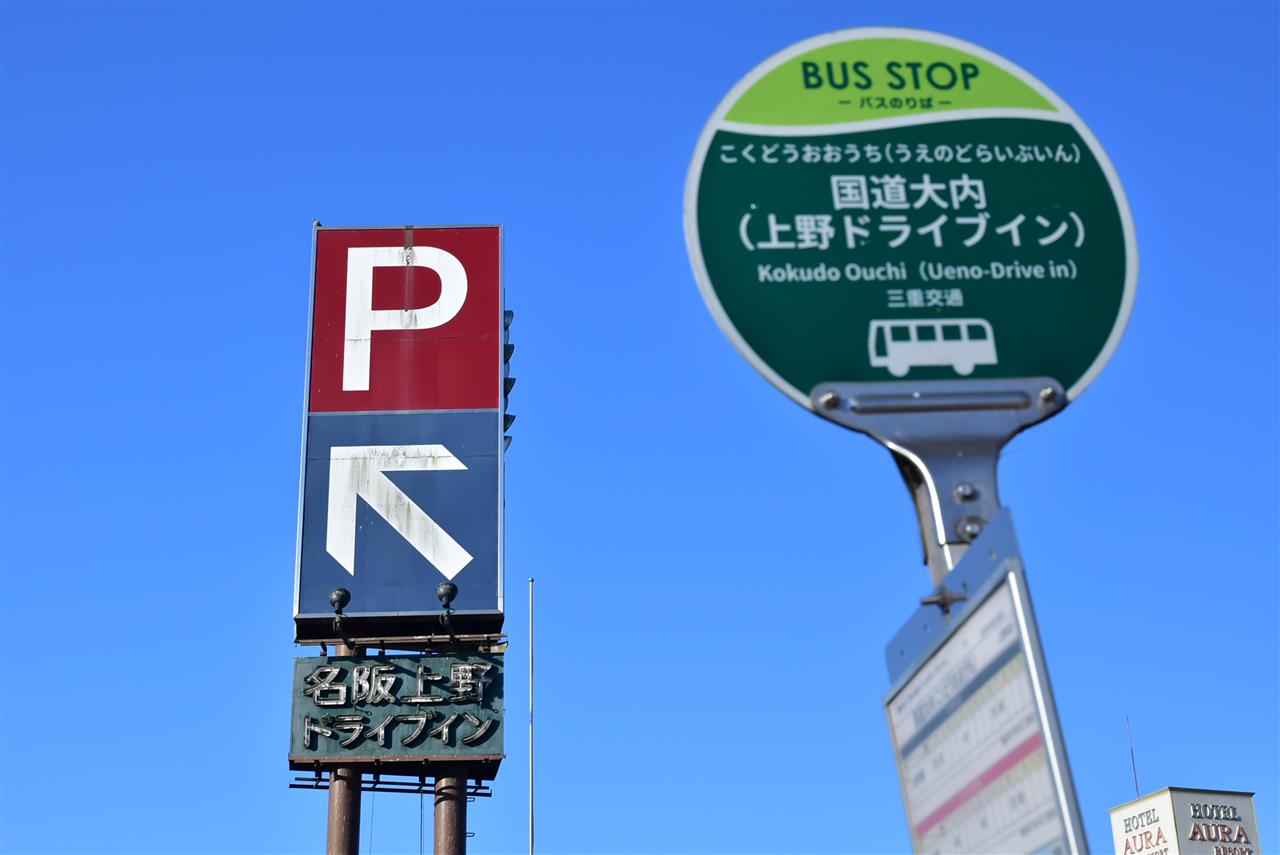 P
名阪上野
ドライブイン
BUS STOP
ー バスのりば ー
こくどうおおうち(うえのどらいぶいん)
国道大内
(上野ドライブイン)
Kokudo Ouchi (Ueno-Drive in)
三重交通
HOTEL
AURA
RESORT
HOTEL
AURA
RESORT